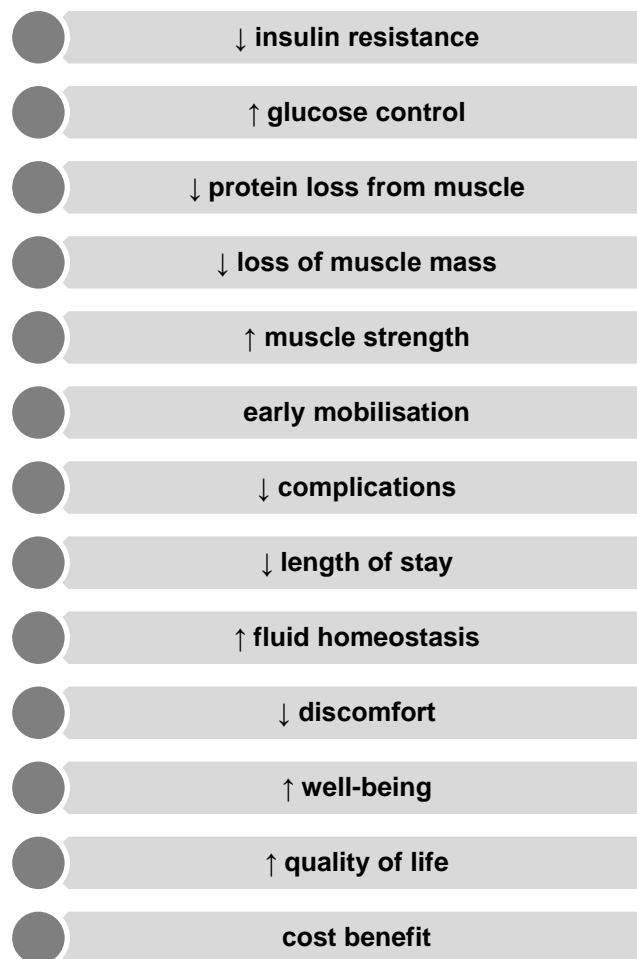 ↓ insulin resistance
↑ glucose control
↓ protein loss from muscle
↓ loss of muscle mass
↑ muscle strength
early mobilisation
↓ complications
↓ length of stay
↑ fluid homeostasis
↓ discomfort
↑ well-being
↑ quality of life
cost benefit